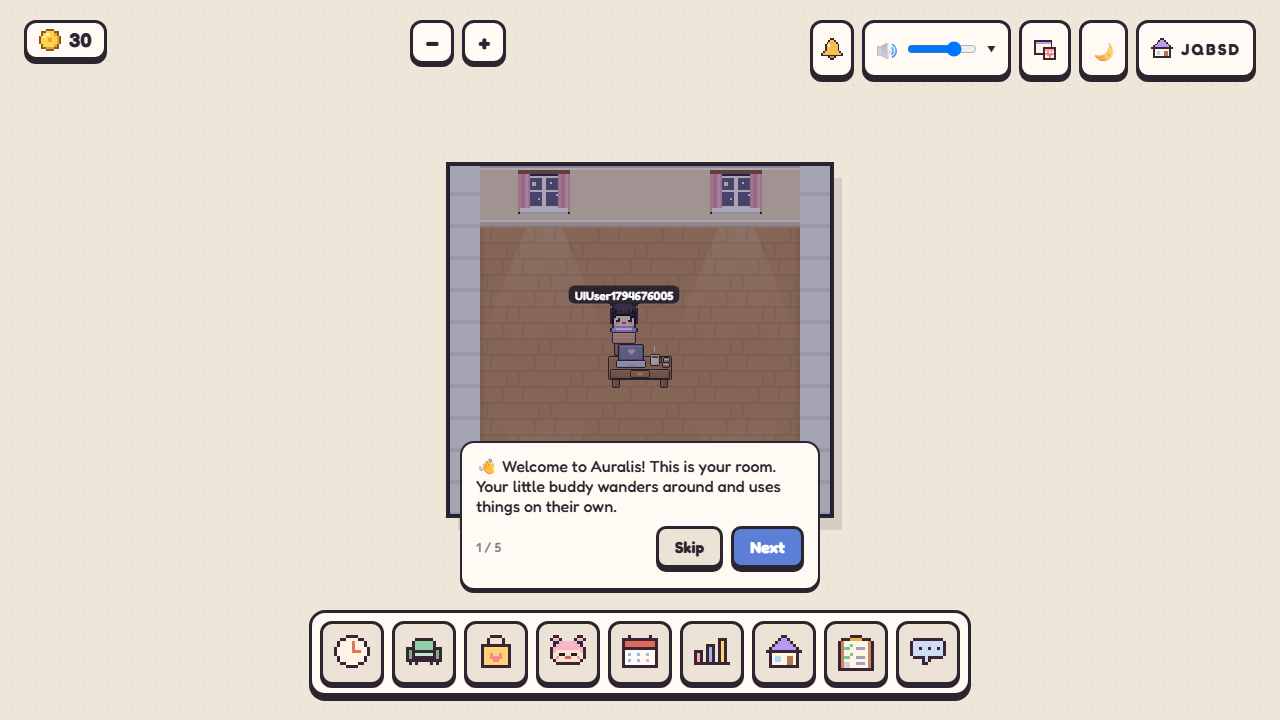 30
JQBSD
UIUser1794676005
👋 Welcome to Auralis! This is your room.
Your little buddy wanders around and uses
things on their own.
1 / 5
Skip
Next